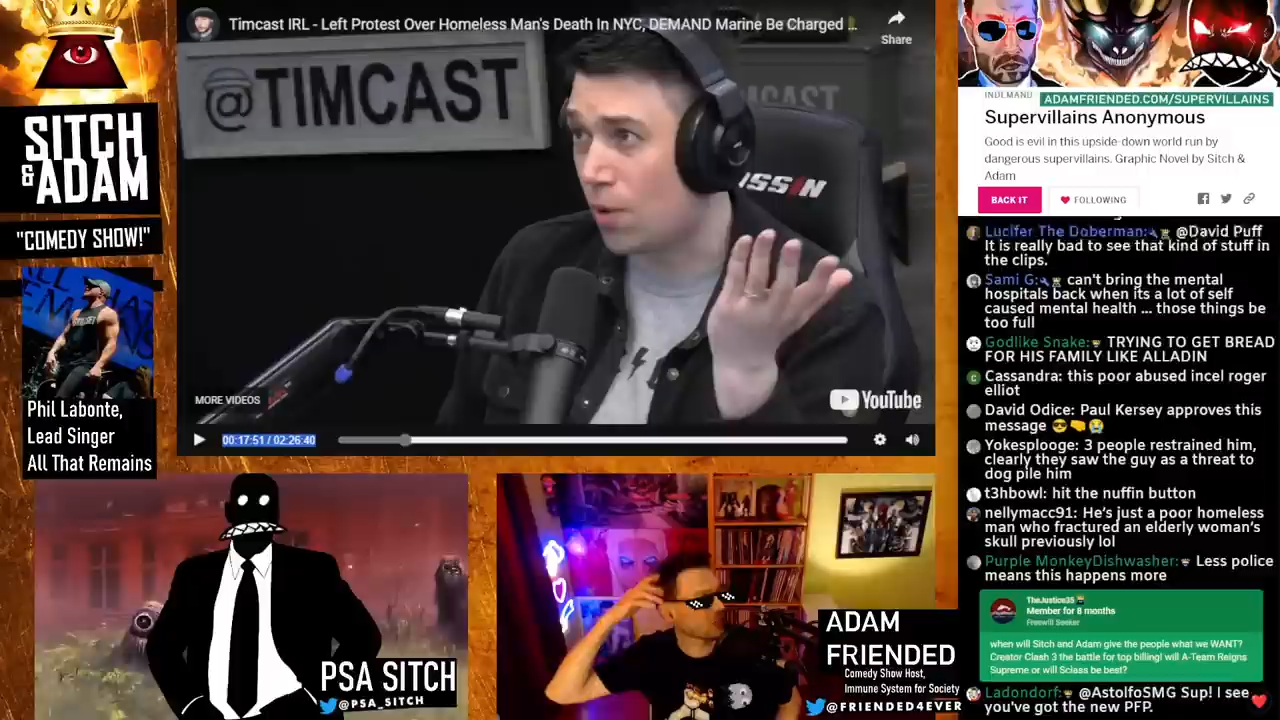 Timcast IRL - Left Protest Over Homeless Man's Death In NYC, DEMAND Marine Be Charged ...
Share
@TIMCAST
MCAST
ISSIN
MORE VIDEOS
YouTube
00:17:51 / 02:26:40
SITCH
& ADAM
"COMEDY SHOW!"
Phil Labonte,
Lead Singer
All That Remains
PSA SITCH
@PSA_SITCH
ADAM
FRIENDED
Comedy Show Host,
Immune System for Society
@FRIENDED4EVER
INDEMAND
ADAMFRIENDED.COM/SUPERVILLAINS
Supervillains Anonymous
Good is evil in this upside-down world run by
dangerous supervillains. Graphic Novel by Sitch &
Adam
BACK IT
FOLLOWING
Lucifer The Doberman: @David Puff
It is really bad to see that kind of stuff in
the clips.
Sami G: can't bring the mental
hospitals back when its a lot of self
caused mental health ... those things be
too full
Godlike Snake: TRYING TO GET BREAD
FOR HIS FAMILY LIKE ALLADIN
Cassandra: this poor abused incel roger
elliot
David Odice: Paul Kersey approves this
message 😎🤜😭
Yokesplooge: 3 people restrained him,
clearly they saw the guy as a threat to
dog pile him
t3hbowl: hit the nuffin button
nellymacc91: He's just a poor homeless
man who fractured an elderly woman's
skull previously lol
Purple MonkeyDishwasher: Less police
means this happens more
TheJustice35
Member for 8 months
Freewill Seeker
when will Sitch and Adam give the people what we WANT?
Creator Clash 3 the battle for top billing! will A-Team Reigns
Supreme or will Sclass be best?
Ladondorf: @AstolfoSMG Sup! I see
you've got the new PFP.